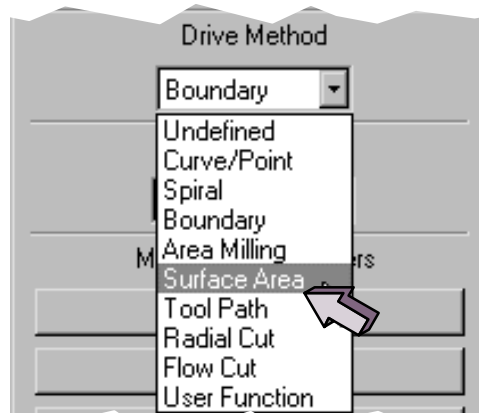 Drive Method
Boundary
Undefined
Curve/Point
Spiral
Boundary
Area Milling
M
ers
Surface Area
Tool Path
Radial Cut
Flow Cut
User Function